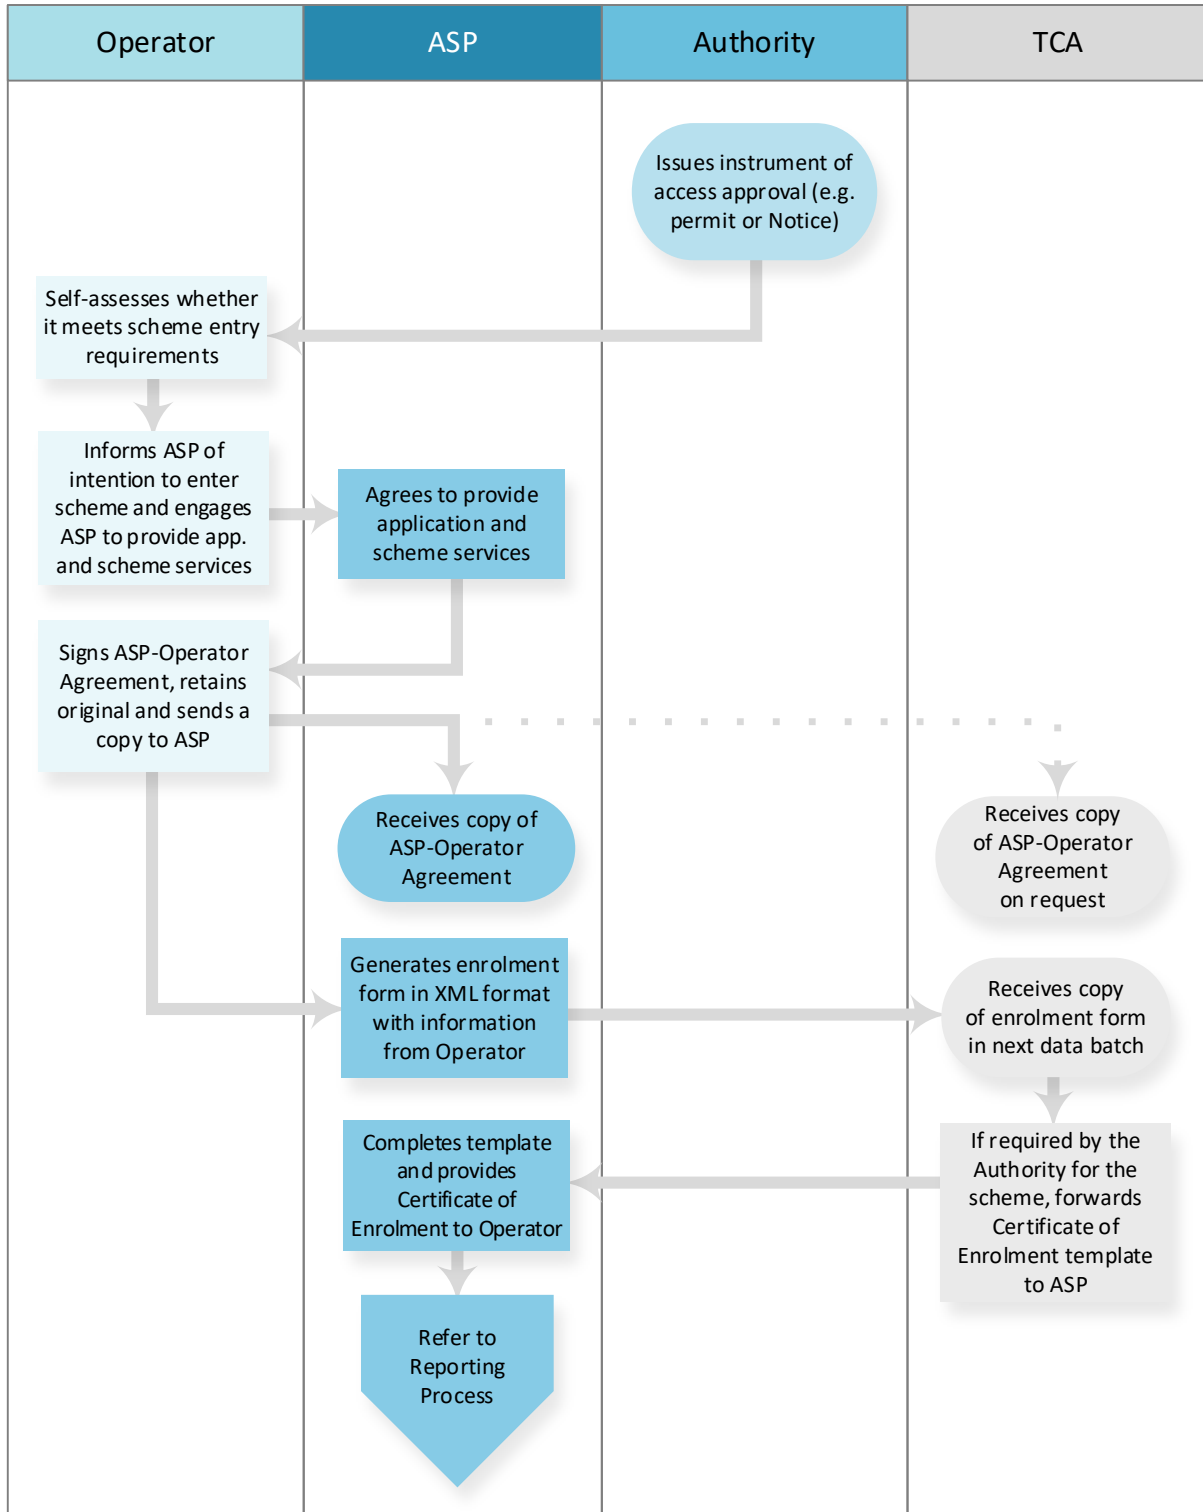 Operator
ASP
Authority
TCA
Issues instrument of
access approval (e.g.
permit or Notice)
Self-assesses whether
it meets scheme entry
requirements
Informs ASP of
intention to enter
scheme and engages
ASP to provide app.
and scheme services
Agrees to provide
application and
scheme services
Signs ASP-Operator
Agreement, retains
original and sends a
copy to ASP
Receives copy of
ASP-Operator
Agreement
Receives copy
of ASP-Operator
Agreement
on request
Generates enrolment
form in XML format
with information
from Operator
Receives copy
of enrolment form
in next data batch
If required by the
Authority for the
scheme, forwards
Certificate of
Enrolment template
to ASP
Completes template
and provides
Certificate of
Enrolment to Operator
Refer to
Reporting
Process